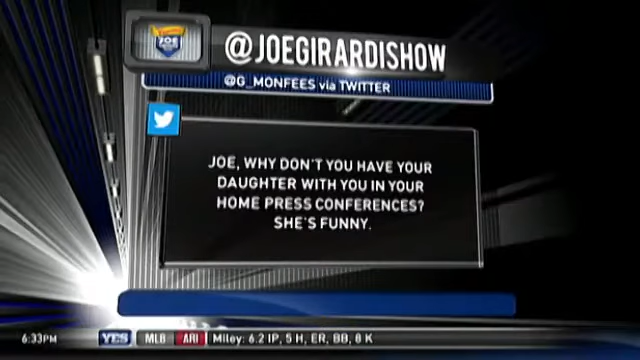 JOE
@JOEGIRARDISHOW
@G_MONFEES via TWITTER
JOE, WHY DON'T YOU HAVE YOUR
DAUGHTER WITH YOU IN YOUR
HOME PRESS CONFERENCES?
SHE'S FUNNY.
6:33PM YES MLB ARI Miley: 6.2 IP, 5 H, ER, BB, 8 K